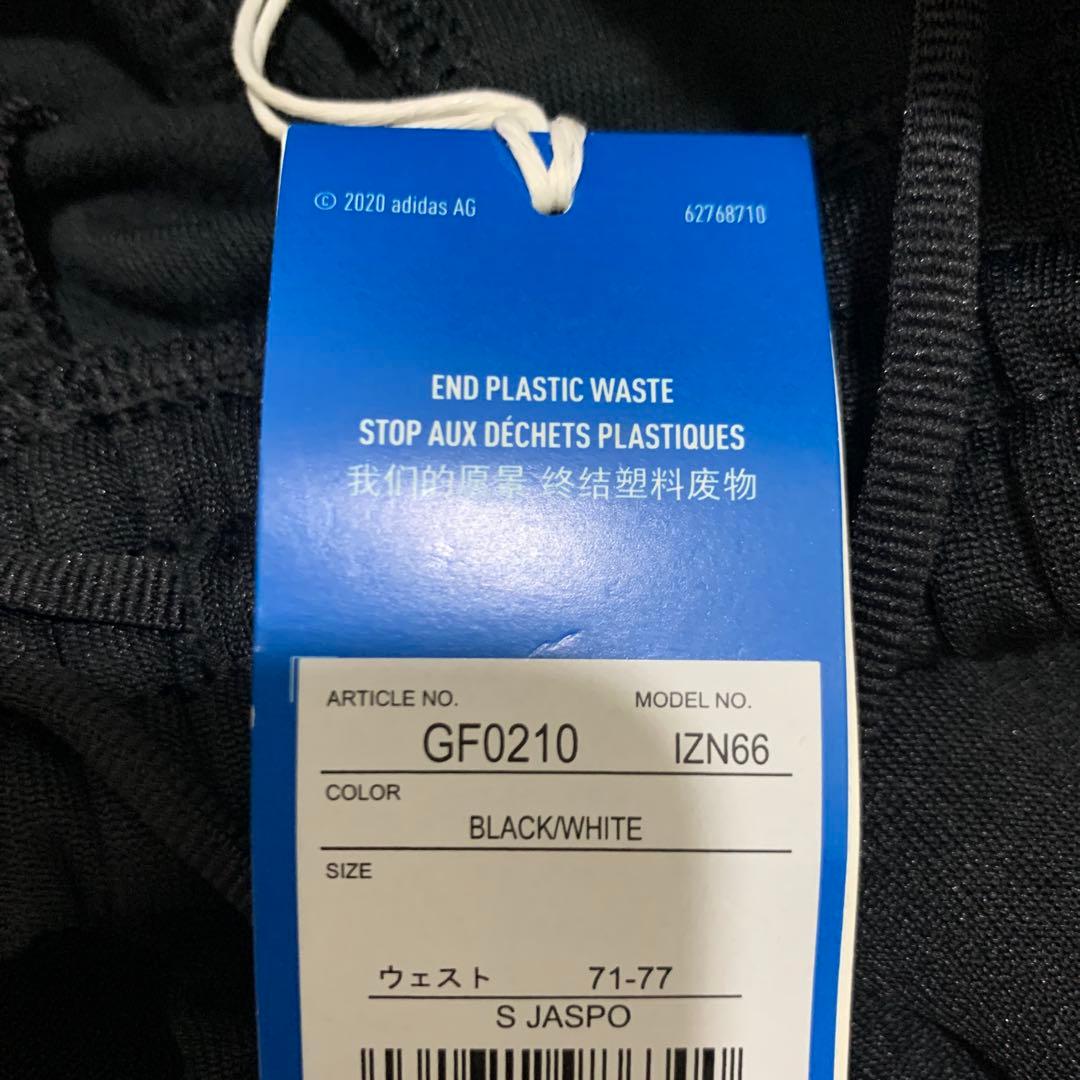 © 2020 adidas AG 62768710
END PLASTIC WASTE
STOP AUX DÉCHETS PLASTIQUES
我们的愿景 终结塑料废物
ARTICLE NO. MODEL NO.
GF0210 IZN66
COLOR
BLACK/WHITE
SIZE
ウェスト 71-77
S JASPO